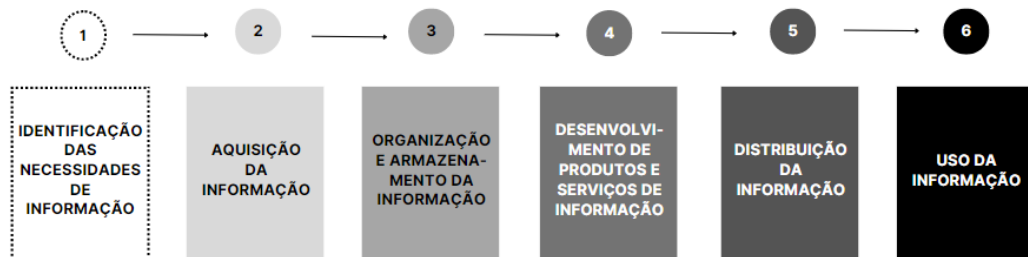 1
2
3
4
5
6
IDENTIFICAÇÃO
DAS
NECESSIDADES
DE
INFORMAÇÃO
AQUISIÇÃO
DA
INFORMAÇÃO
ORGANIZAÇÃO
E ARMAZENA-
MENTO DA
INFORMAÇÃO
DESENVOLVI-
MENTO DE
PRODUTOS E
SERVIÇOS DE
INFORMAÇÃO
DISTRIBUIÇÃO
DA
INFORMAÇÃO
USO DA
INFORMAÇÃO